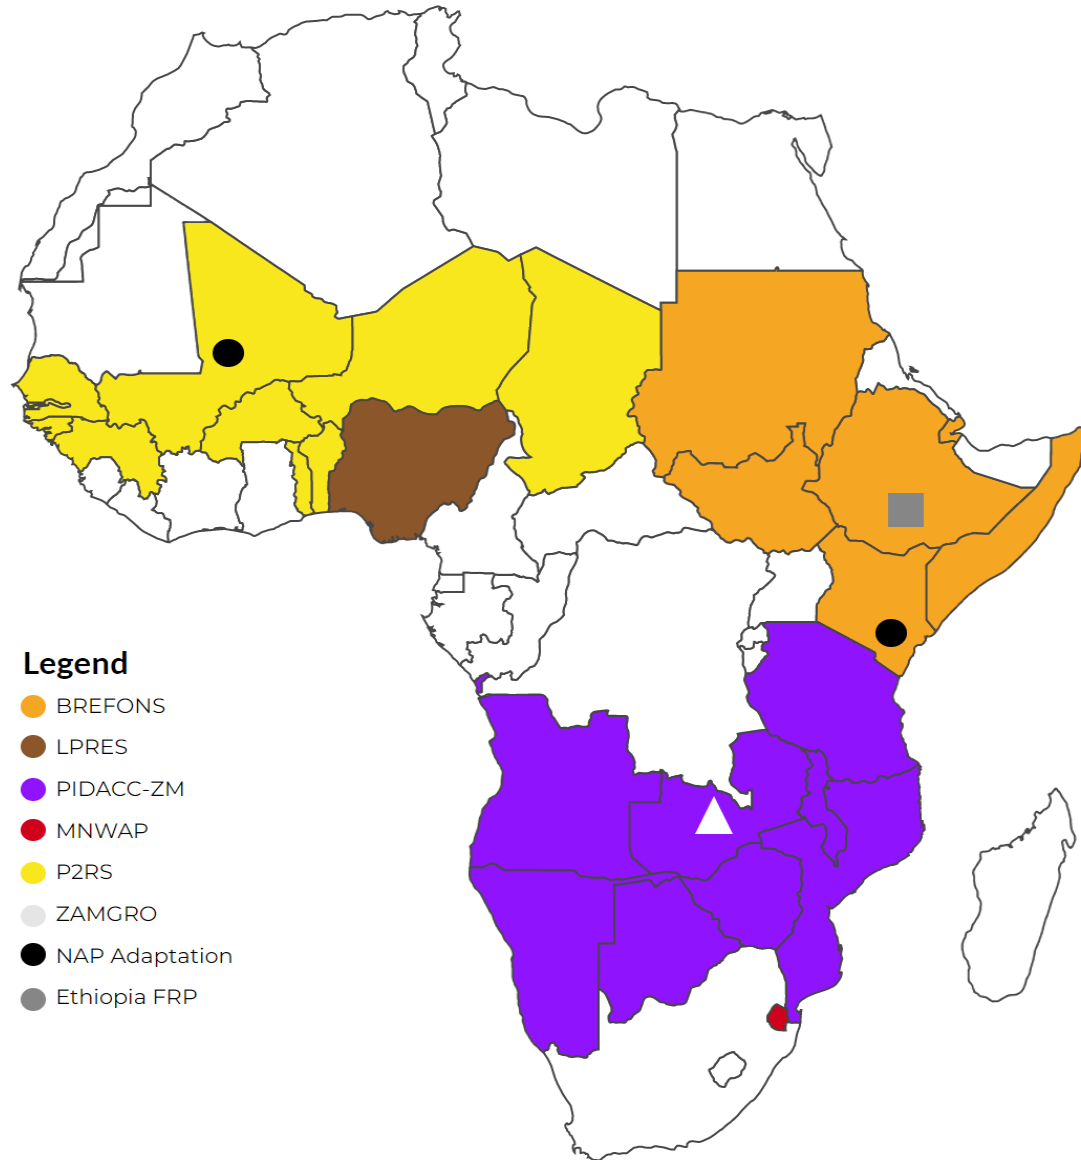 Legend
BREFONS
LPRES
PIDACC-ZM
MNWAP
P2RS
ZAMGRO
NAP Adaptation
Ethiopia FRP